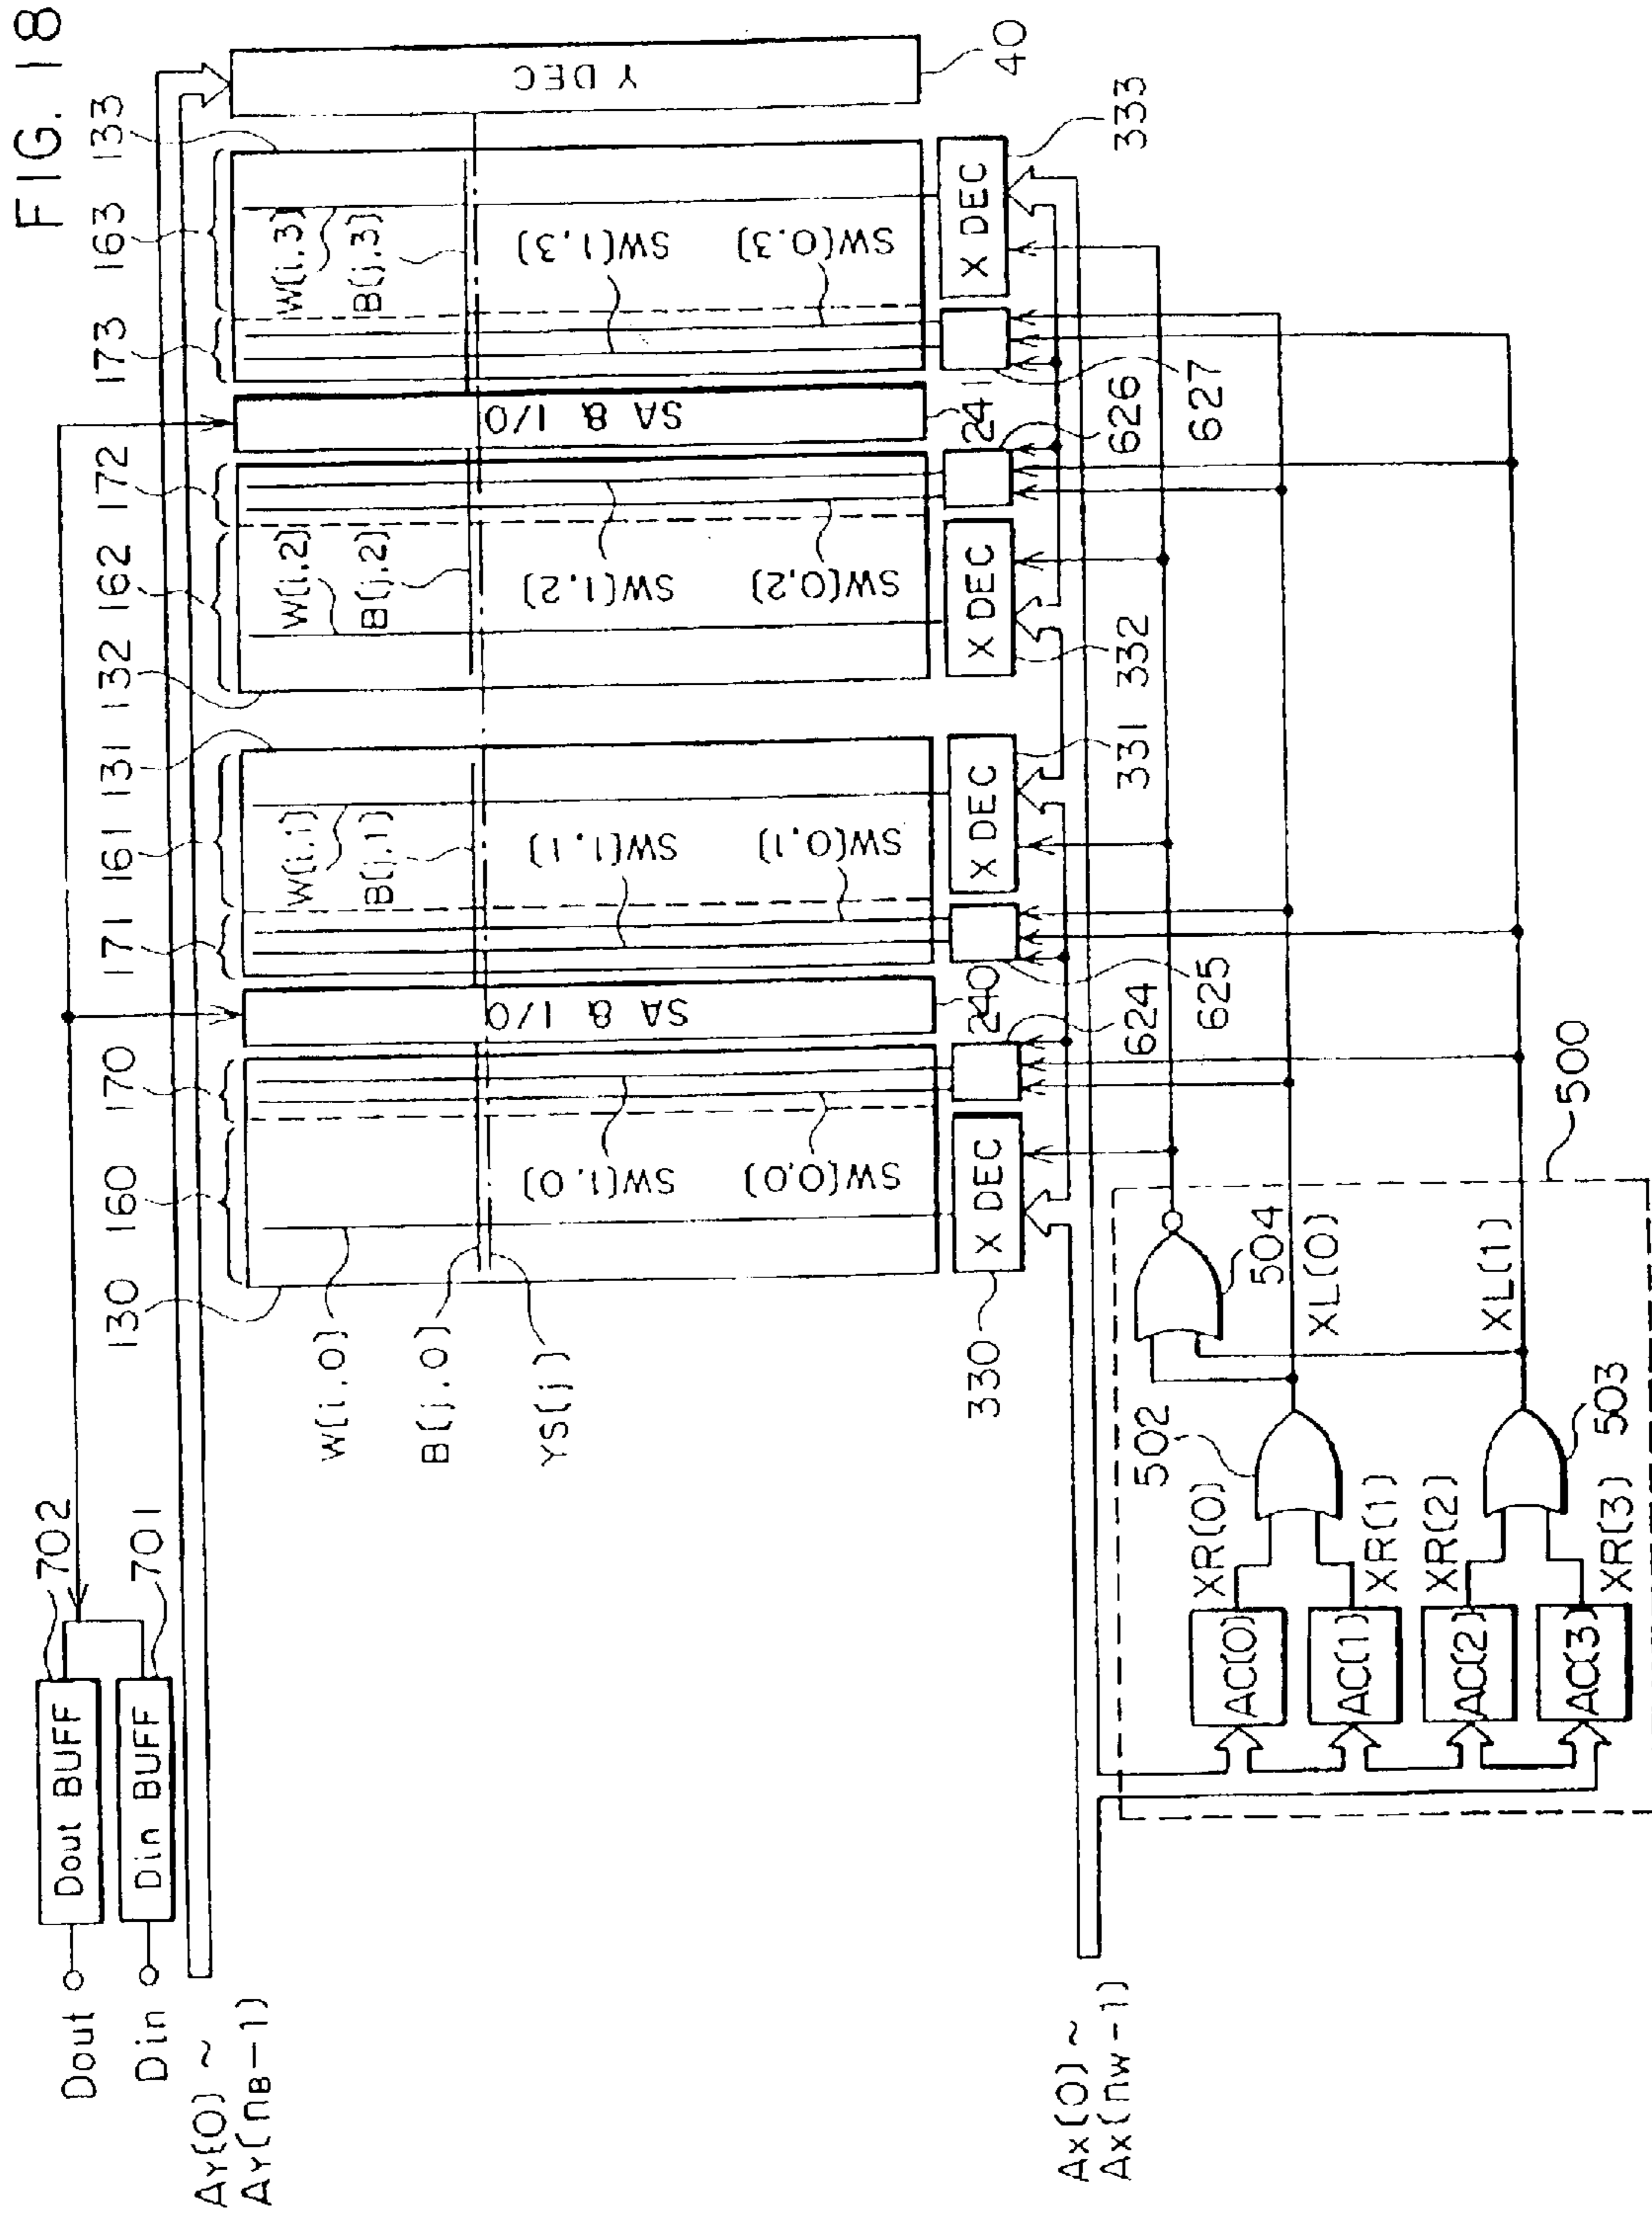 FIG. 18
Dout
Dout BUFF
702
Din
Din BUFF
701
AY(0) ~
AY(nB-1)
130
160
170
171
161
131
132
162
172
173
163
133
W(i.0)
B(j.0)
YS(j)
SW(1.0)
SW(0.0)
SA & I/O
240
W(i.1)
B(j.1)
SW(1.1)
SW(0.1)
W(i.2)
B(j.2)
SW(1.2)
SW(0.2)
SA & I/O
241
W(i.3)
B(j.3)
SW(1.3)
SW(0.3)
Y DEC
40
330
X DEC
624
625
X DEC
331
332
X DEC
626
627
X DEC
333
Ax(0) ~
Ax(nW-1)
500
504
502
503
XL(0)
XL(1)
XR(0)
XR(1)
XR(2)
XR(3)
AC(0)
AC(1)
AC(2)
AC(3)